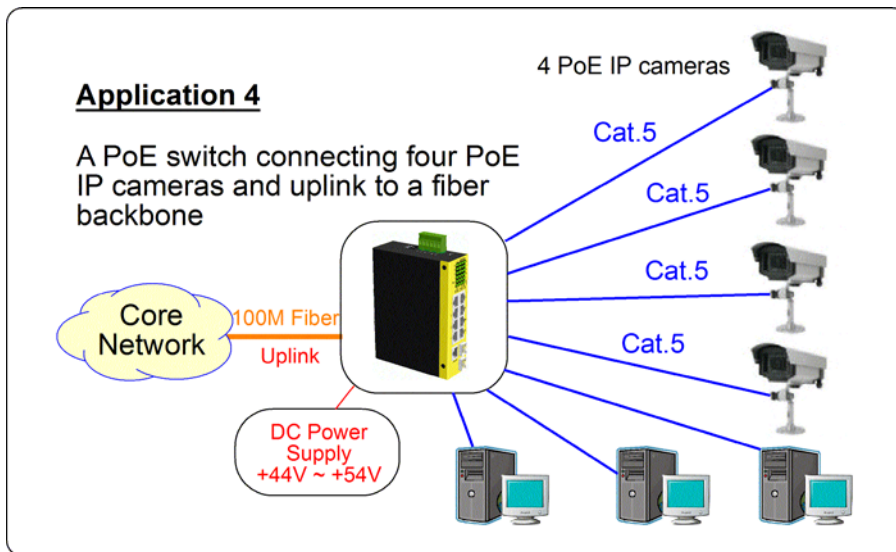 Application 4
A PoE switch connecting four PoE
IP cameras and uplink to a fiber
backbone
4 PoE IP cameras
Cat.5
Cat.5
Cat.5
Cat.5
Core
Network
100M Fiber
Uplink
DC Power
Supply
+44V ~ +54V